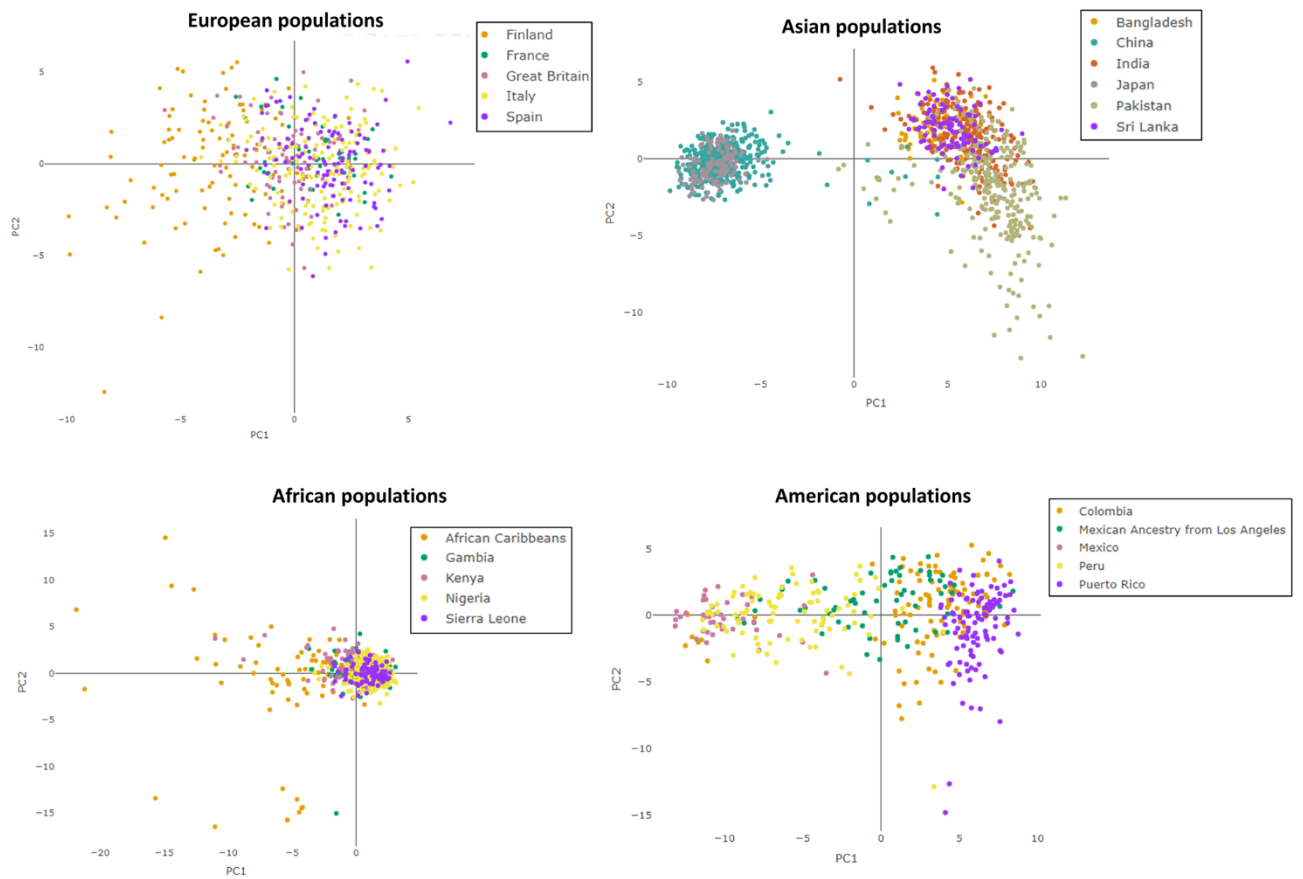 European populations
Finland
France
Great Britain
Italy
Spain
5
0
−5
−10
PC2
−10
−5
0
5
PC1
Asian populations
Bangladesh
China
India
Japan
Pakistan
Sri Lanka
5
0
−5
−10
PC2
−10
−5
0
5
10
PC1
African populations
African Caribbeans
Gambia
Kenya
Nigeria
Sierra Leone
15
10
5
0
−5
−10
−15
PC2
−20
−15
−10
−5
0
PC1
American populations
Colombia
Mexican Ancestry from Los Angeles
Mexico
Peru
Puerto Rico
5
0
−5
−10
−15
PC2
−10
−5
0
5
10
PC1